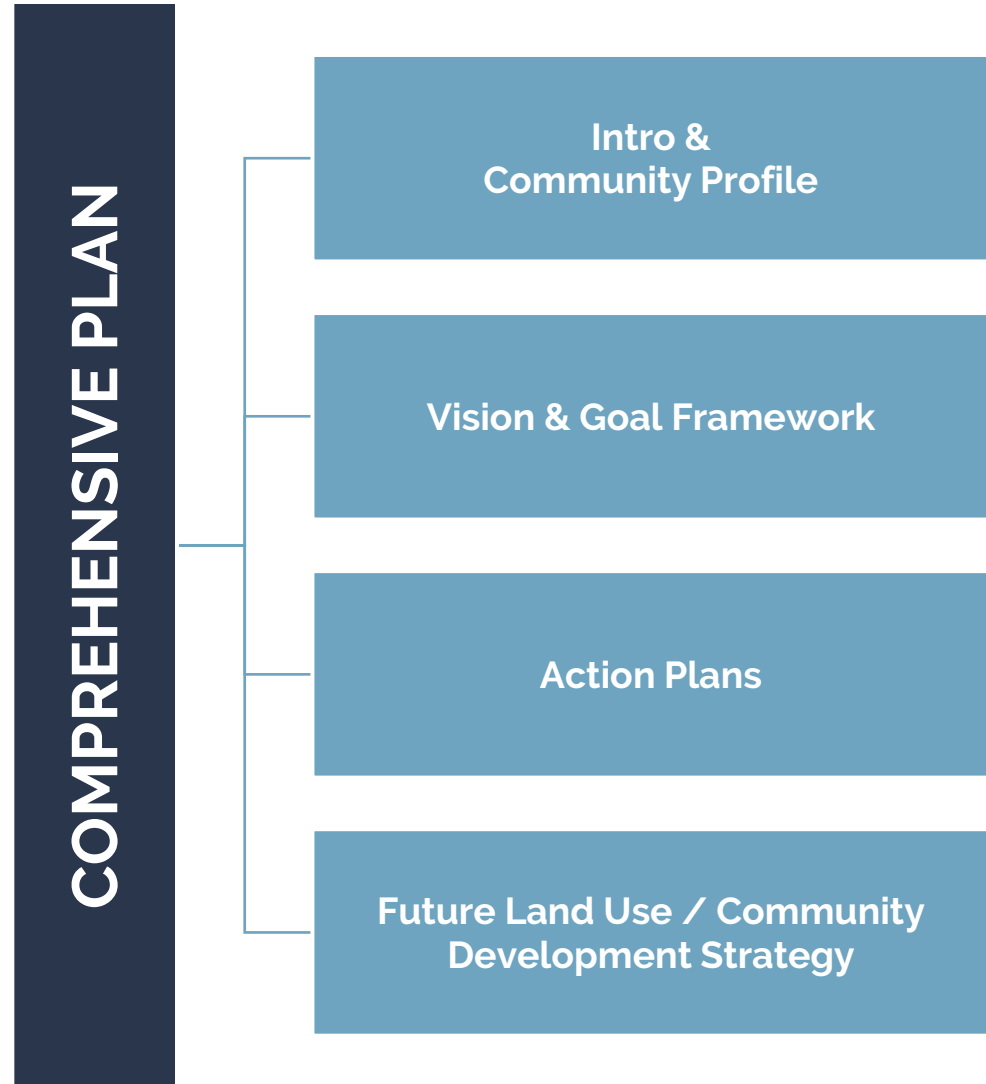 COMPREHENSIVE PLAN
Intro &
Community Profile
Vision & Goal Framework
Action Plans
Future Land Use / Community
Development Strategy